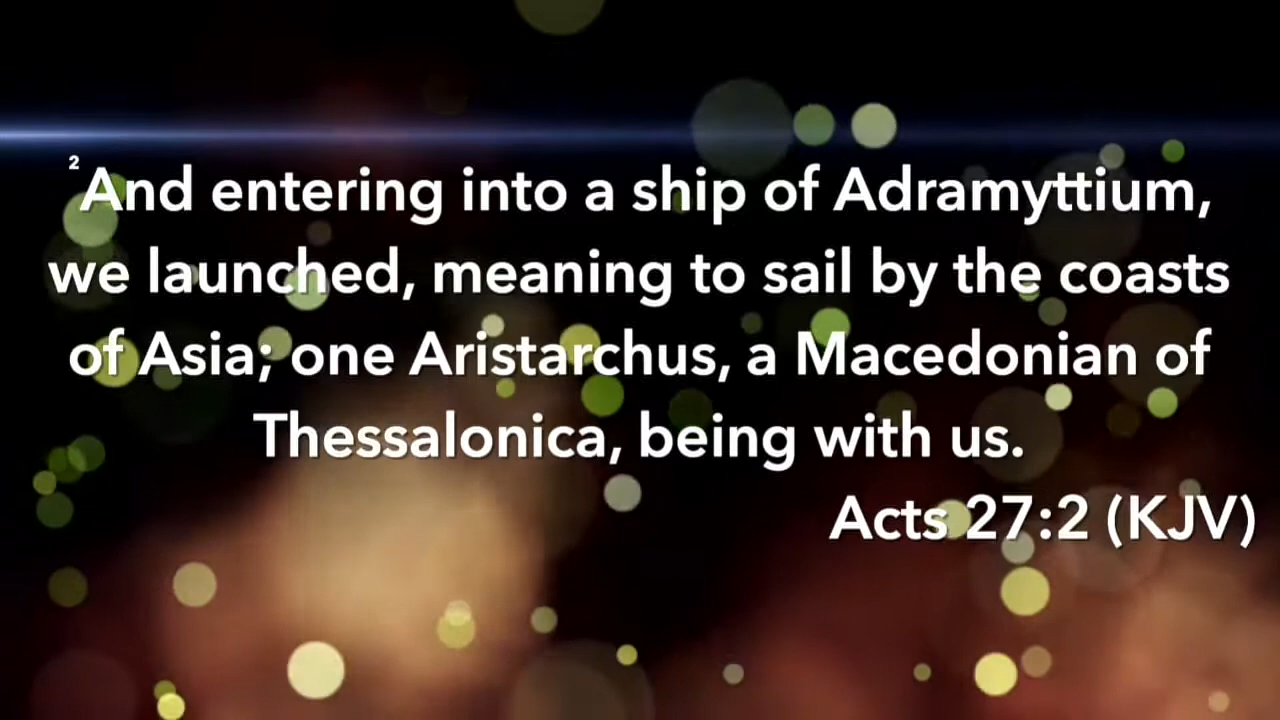 ²And entering into a ship of Adramyttium,
we launched, meaning to sail by the coasts
of Asia; one Aristarchus, a Macedonian of
Thessalonica, being with us.
Acts 27:2 (KJV)